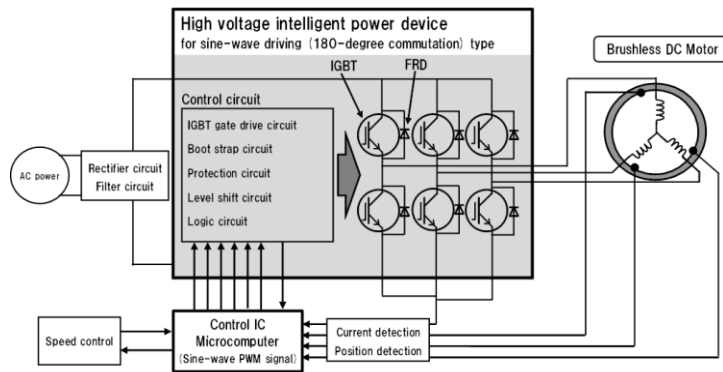 High voltage intelligent power device
for sine-wave driving (180-degree commutation) type
IGBT
FRD
Brushless DC Motor
Control circuit
IGBT gate drive circuit
Boot strap circuit
Protection circuit
Level shift circuit
Logic circuit
AC power
Rectifier circuit
Filter circuit
Speed control
Control IC
Microcomputer
(Sine-wave PWM signal)
Current detection
Position detection